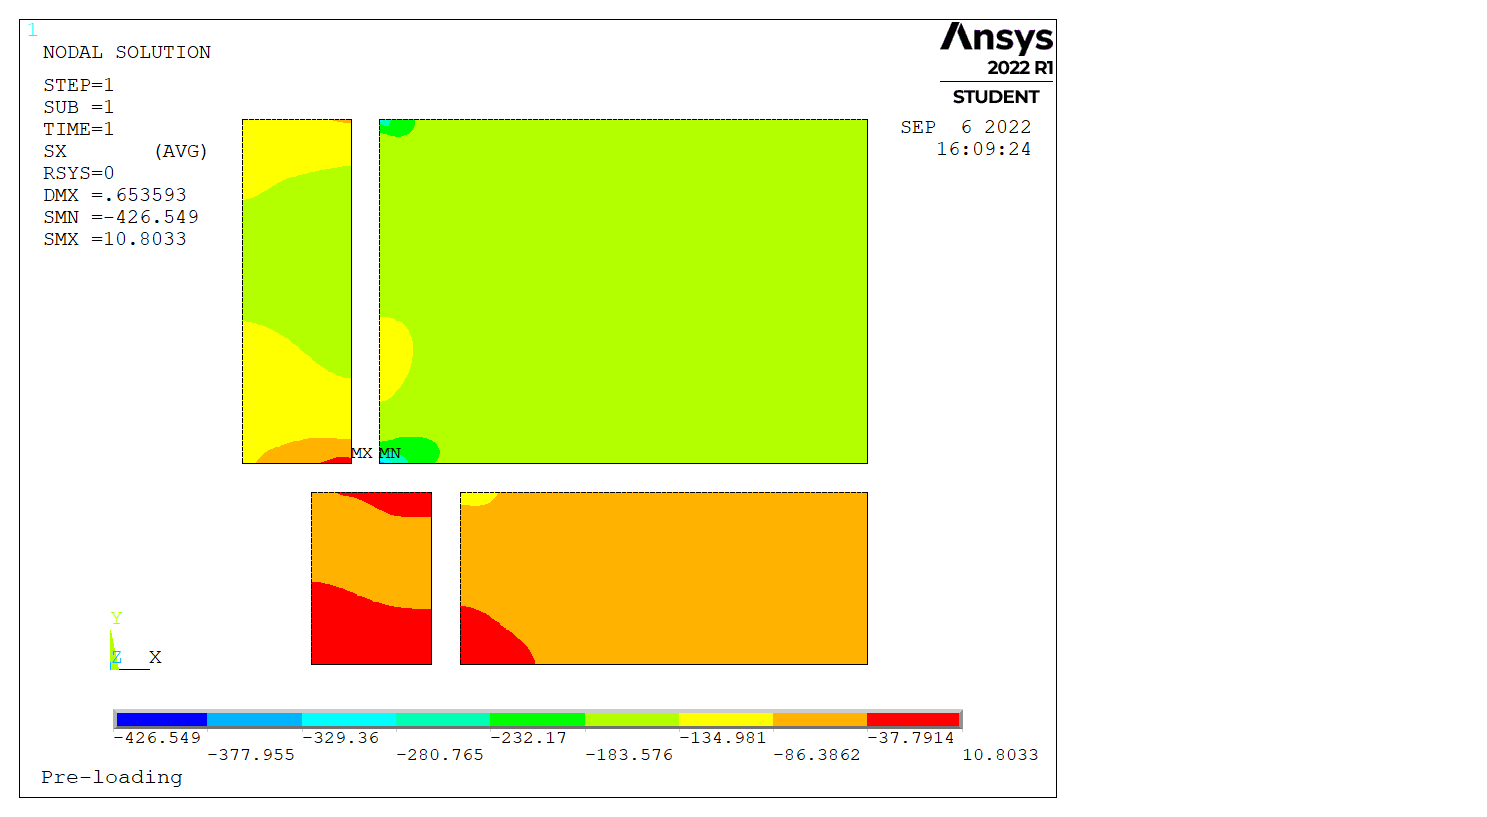 1
NODAL SOLUTION
STEP=1
SUB =1
TIME=1
SX (AVG)
RSYS=0
DMX =.653593
SMN =-426.549
SMX =10.8033
Ansys
2022 R1
STUDENT
SEP 6 2022
16:09:24
MX MN
Y
Z X
-426.549 -329.36 -232.17 -134.981 -37.7914
-377.955 -280.765 -183.576 -86.3862 10.8033
Pre-loading